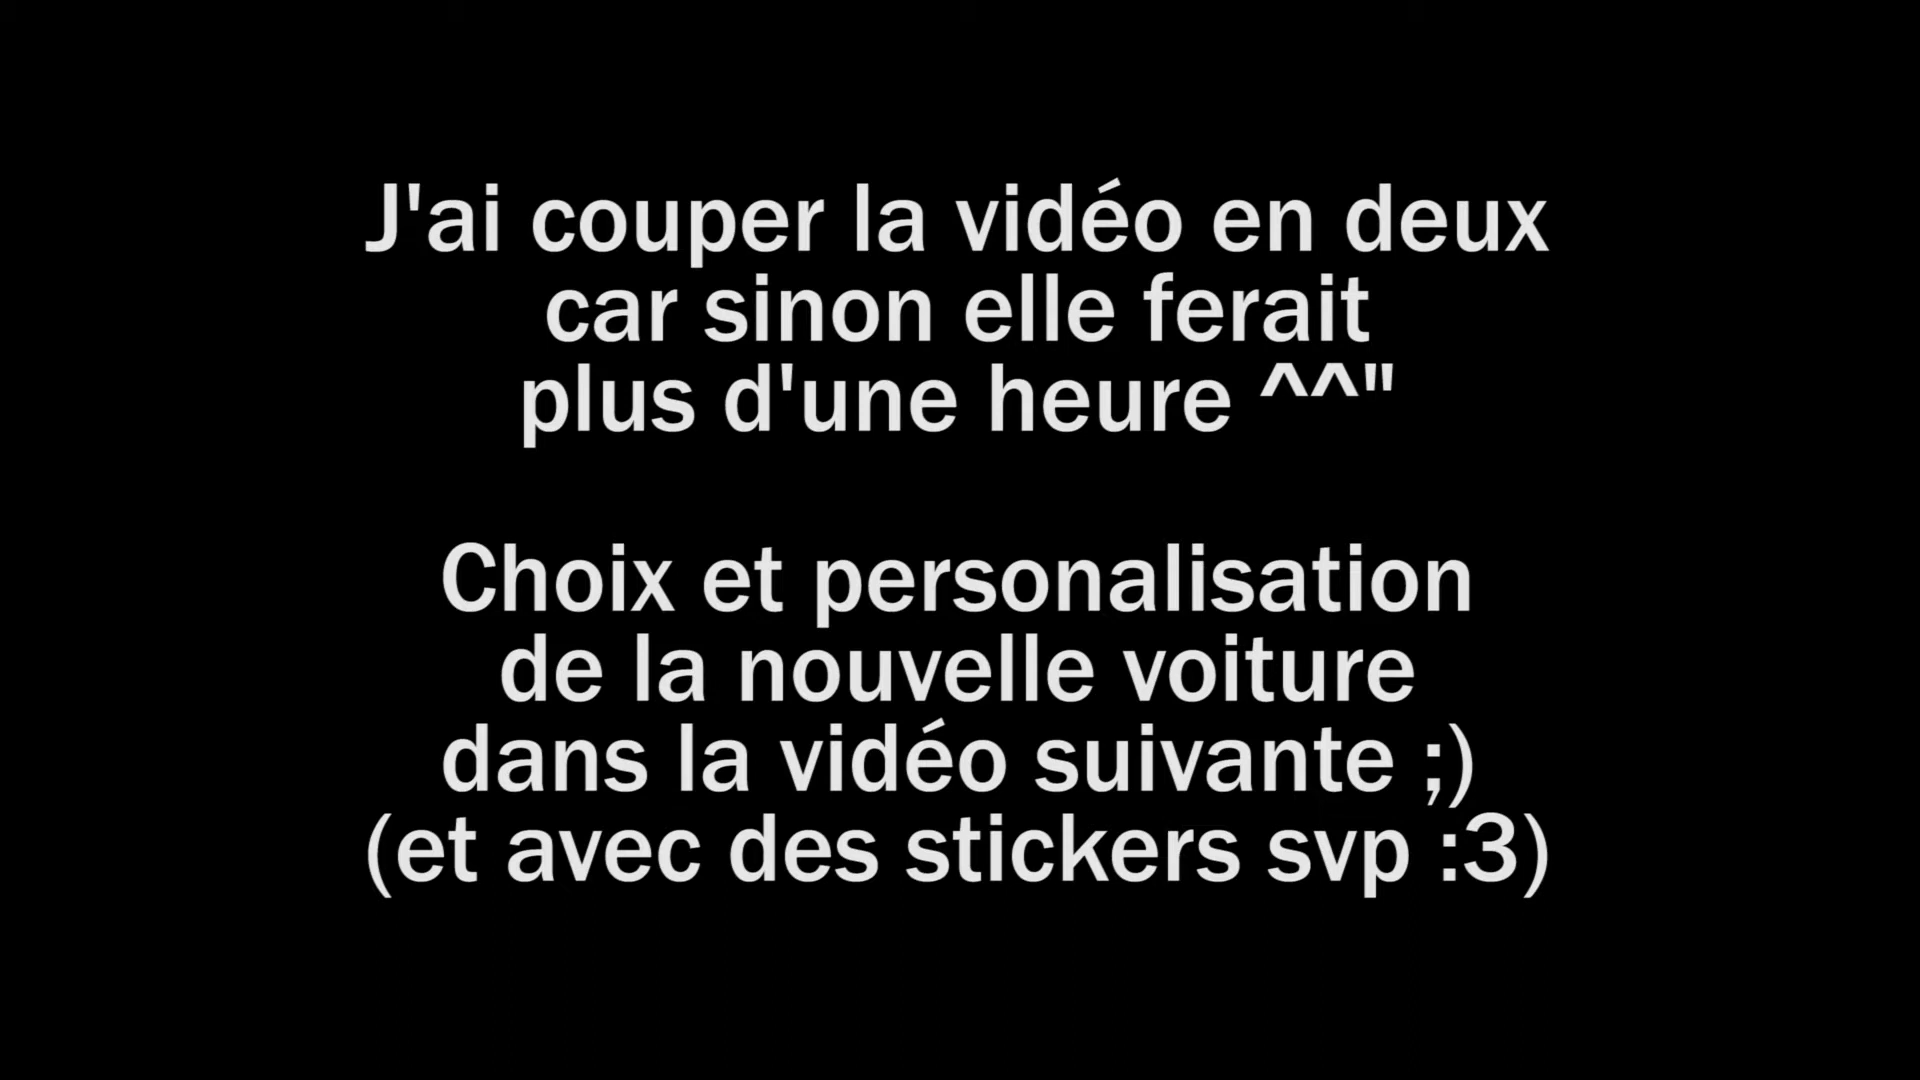 J'ai couper la vidéo en deux
car sinon elle ferait
plus d'une heure ^^"
Choix et personalisation
de la nouvelle voiture
dans la vidéo suivante ;)
(et avec des stickers svp :3)